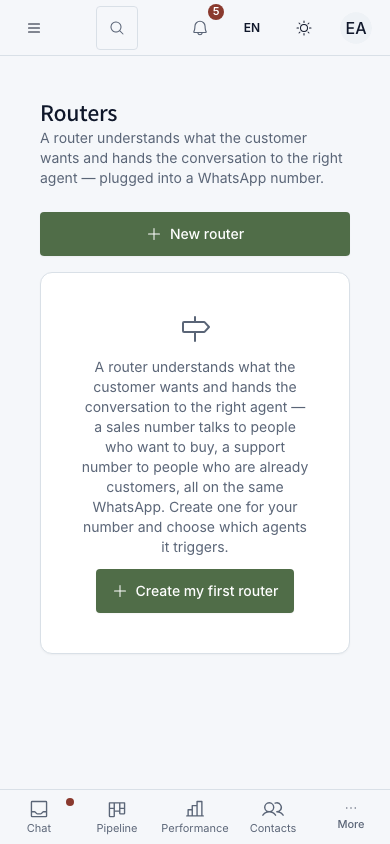 5
EN
EA
Routers
A router understands what the customer
wants and hands the conversation to the right
agent — plugged into a WhatsApp number.
New router
A router understands what the
customer wants and hands the
conversation to the right agent —
a sales number talks to people
who want to buy, a support
number to people who are already
customers, all on the same
WhatsApp. Create one for your
number and choose which agents
it triggers.
Create my first router
Chat
Pipeline
Performance
Contacts
More